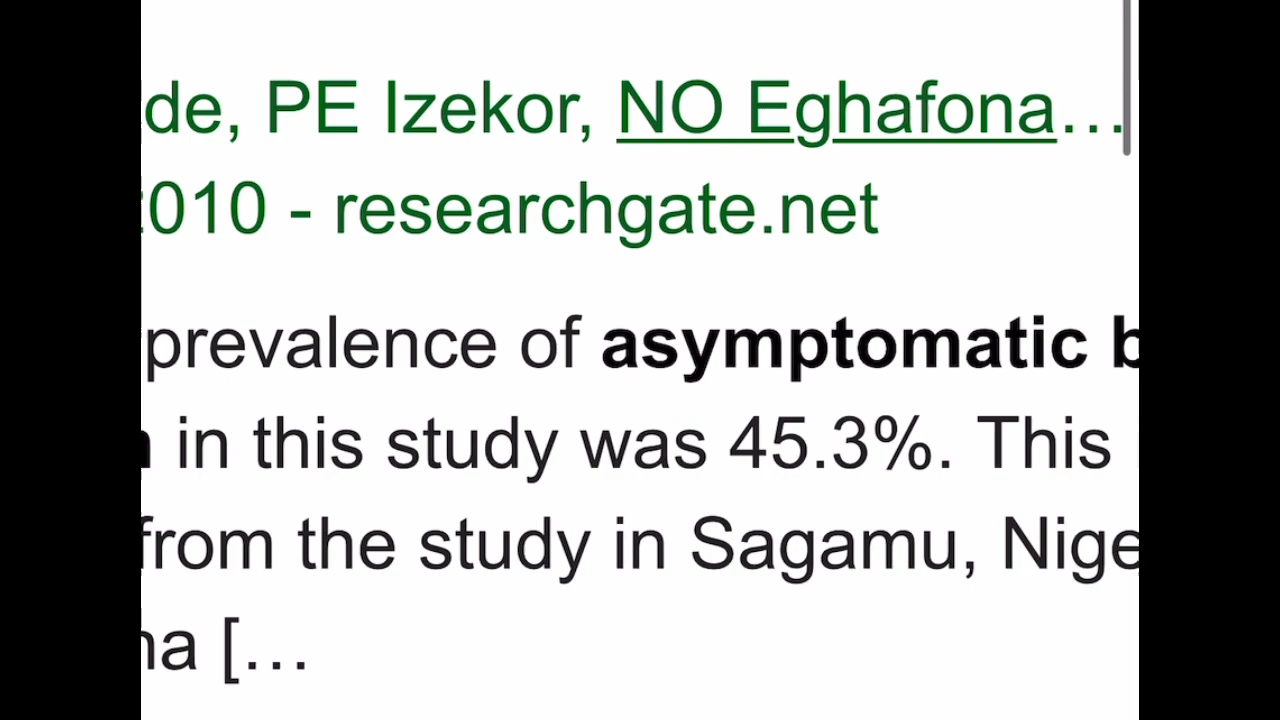 de, PE Izekor, NO Eghafona…
2010 - researchgate.net
prevalence of asymptomatic b
in this study was 45.3%. This
from the study in Sagamu, Nige
na […